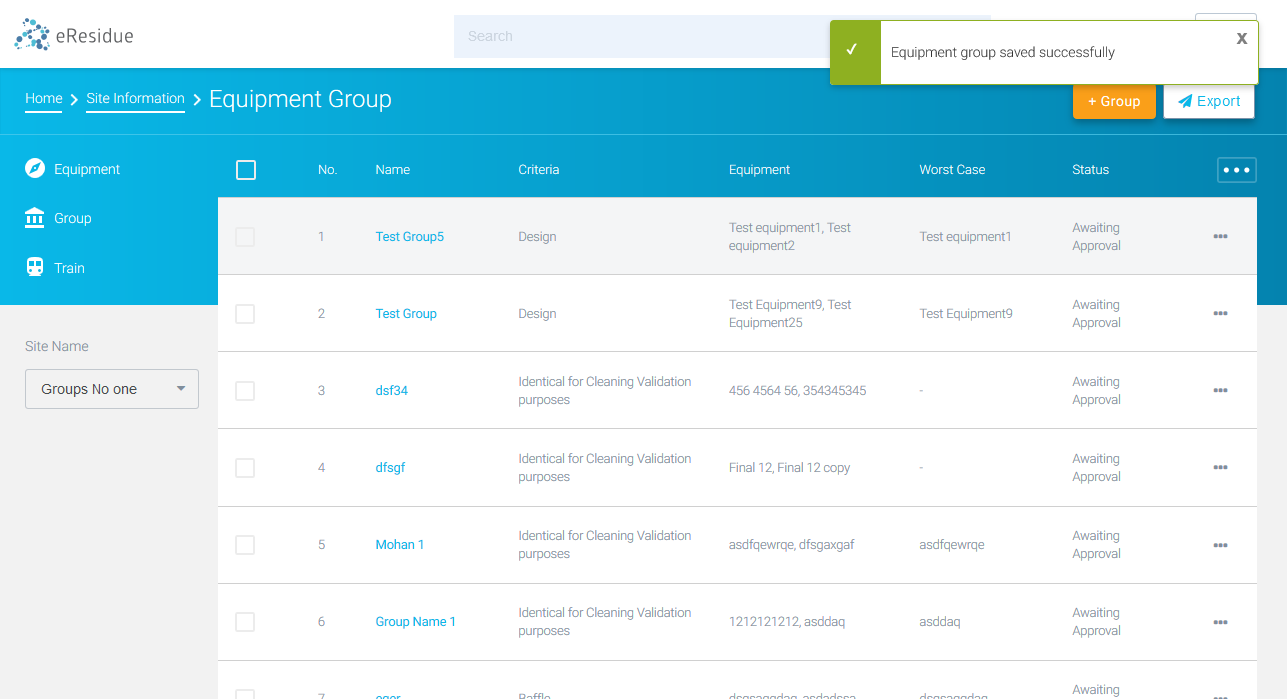 eResidue
Search
✓ Equipment group saved successfully X
Home > Site Information > Equipment Group
+ Group Export
Equipment
Group
Train
Site Name
Groups No one
No. Name Criteria Equipment Worst Case Status
1 Test Group5 Design Test equipment1, Test Test equipment1 Awaiting
equipment2 Approval
2 Test Group Design Test Equipment9, Test Test Equipment9 Awaiting
Equipment25 Approval
3 dsf34 Identical for Cleaning Validation 456 4564 56, 354345345 - Awaiting
purposes Approval
4 dfsgf Identical for Cleaning Validation Final 12, Final 12 copy - Awaiting
purposes Approval
5 Mohan 1 Identical for Cleaning Validation asdfqewrqe, dfsgaxgaf asdfqewrqe Awaiting
purposes Approval
6 Group Name 1 Identical for Cleaning Validation 1212121212, asddaq asddaq Awaiting
purposes Approval
7 Baffle Awaiting